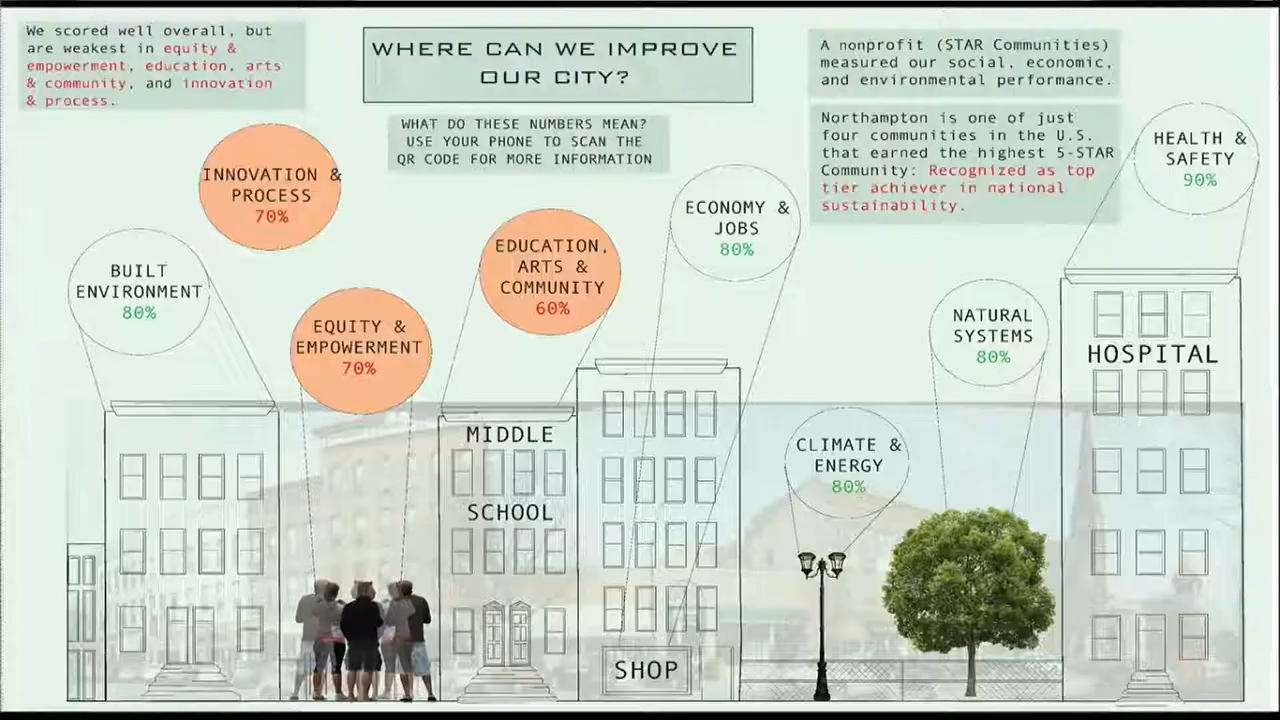 We scored well overall, but
are weakest in equity &
empowerment, education, arts
& community, and innovation
& process.
WHERE CAN WE IMPROVE
OUR CITY?
WHAT DO THESE NUMBERS MEAN?
USE YOUR PHONE TO SCAN THE
QR CODE FOR MORE INFORMATION
A nonprofit (STAR Communities)
measured our social, economic,
and environmental performance.
Northampton is one of just
four communities in the U.S.
that earned the highest 5-STAR
Community: Recognized as top
tier achiever in national
sustainability.
HEALTH &
SAFETY
90%
INNOVATION &
PROCESS
70%
ECONOMY &
JOBS
80%
EDUCATION,
ARTS &
COMMUNITY
60%
BUILT
ENVIRONMENT
80%
EQUITY &
EMPOWERMENT
70%
NATURAL
SYSTEMS
80%
HOSPITAL
MIDDLE
SCHOOL
CLIMATE &
ENERGY
80%
SHOP